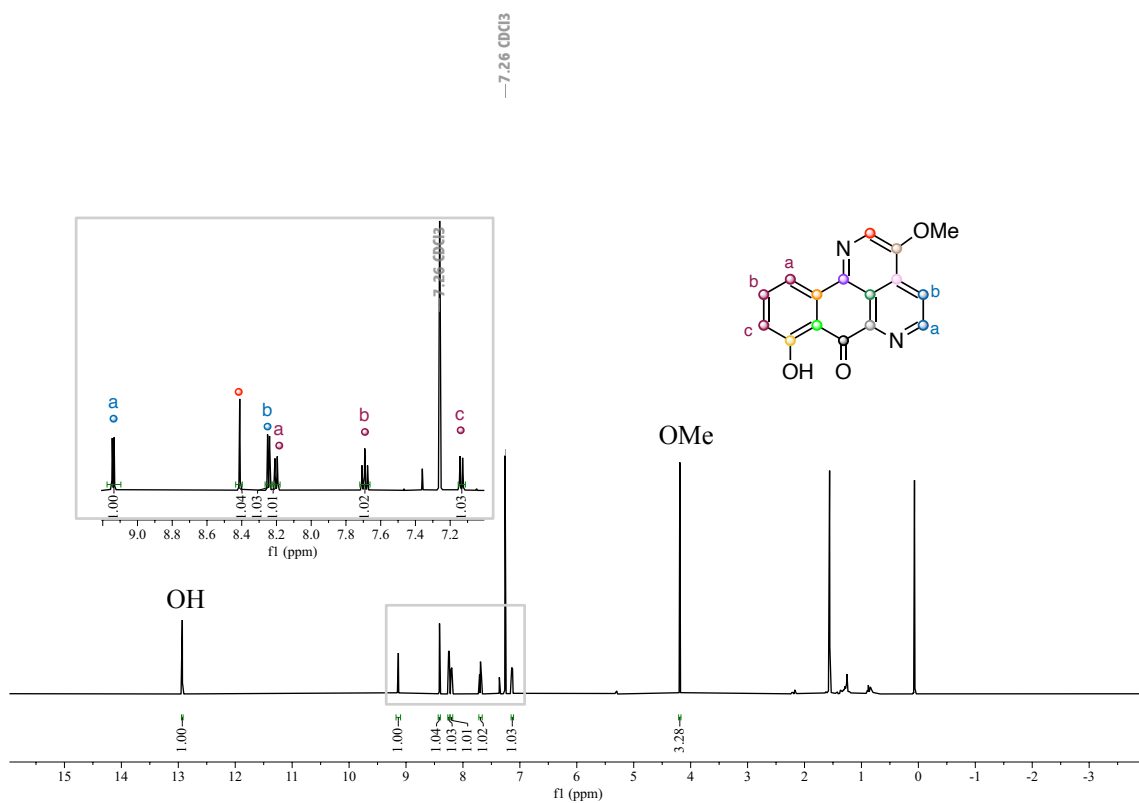 —7.26 CDCl3
7.26 CDCl3
a
b
a
b
c
1.00
1.04
1.03
1.01
1.02
1.03
9.0 8.8 8.6 8.4 8.2 8.0 7.8 7.6 7.4 7.2
f1 (ppm)
OMe
N
a
b
b
c
a
N
OH
O
OMe
OH
1.00
1.00
1.04
1.03
1.01
1.02
1.03
3.28
15 14 13 12 11 10 9 8 7 6 5 4 3 2 1 0 -1 -2 -3
f1 (ppm)